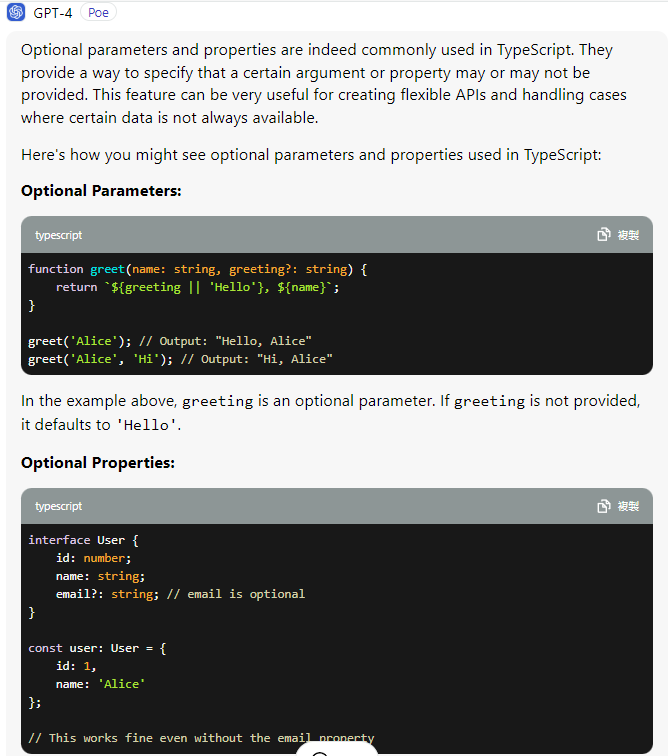 GPT-4 Poe
Optional parameters and properties are indeed commonly used in TypeScript. They
provide a way to specify that a certain argument or property may or may not be
provided. This feature can be very useful for creating flexible APIs and handling cases
where certain data is not always available.
Here's how you might see optional parameters and properties used in TypeScript:
Optional Parameters:
typescript 複製
function greet(name: string, greeting?: string) {
    return `${greeting || 'Hello'}, ${name}`;
}
greet('Alice'); // Output: "Hello, Alice"
greet('Alice', 'Hi'); // Output: "Hi, Alice"
In the example above, greeting is an optional parameter. If greeting is not provided,
it defaults to 'Hello'.
Optional Properties:
typescript 複製
interface User {
    id: number;
    name: string;
    email?: string; // email is optional
}
const user: User = {
    id: 1,
    name: 'Alice'
};
// This works fine even without the email property